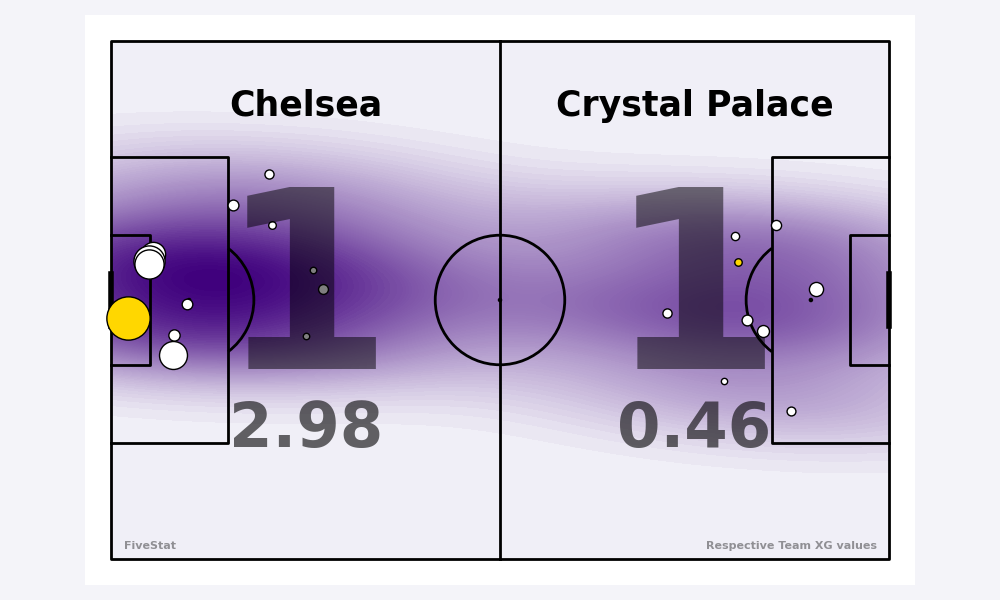 Chelsea
Crystal Palace
1
1
2.98
0.46
FiveStat
Respective Team XG values